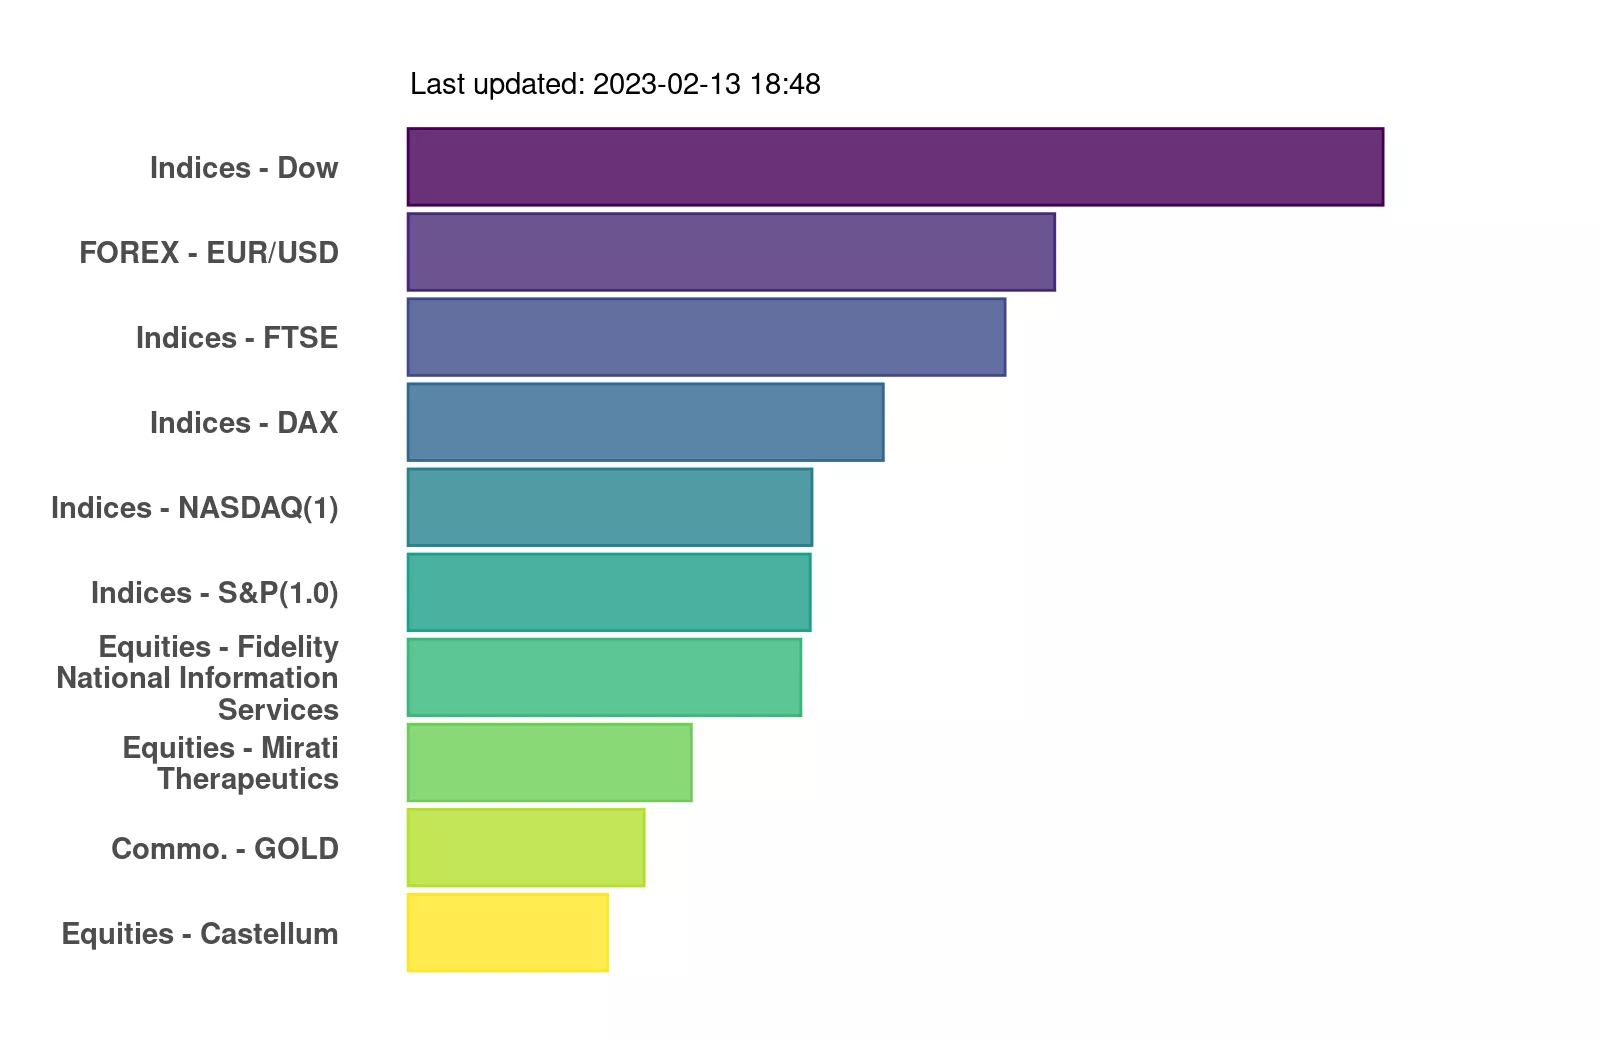 Last updated: 2023-02-13 18:48
Indices - Dow
FOREX - EUR/USD
Indices - FTSE
Indices - DAX
Indices - NASDAQ(1)
Indices - S&P(1.0)
Equities - Fidelity
National Information
Services
Equities - Mirati
Therapeutics
Commo. - GOLD
Equities - Castellum